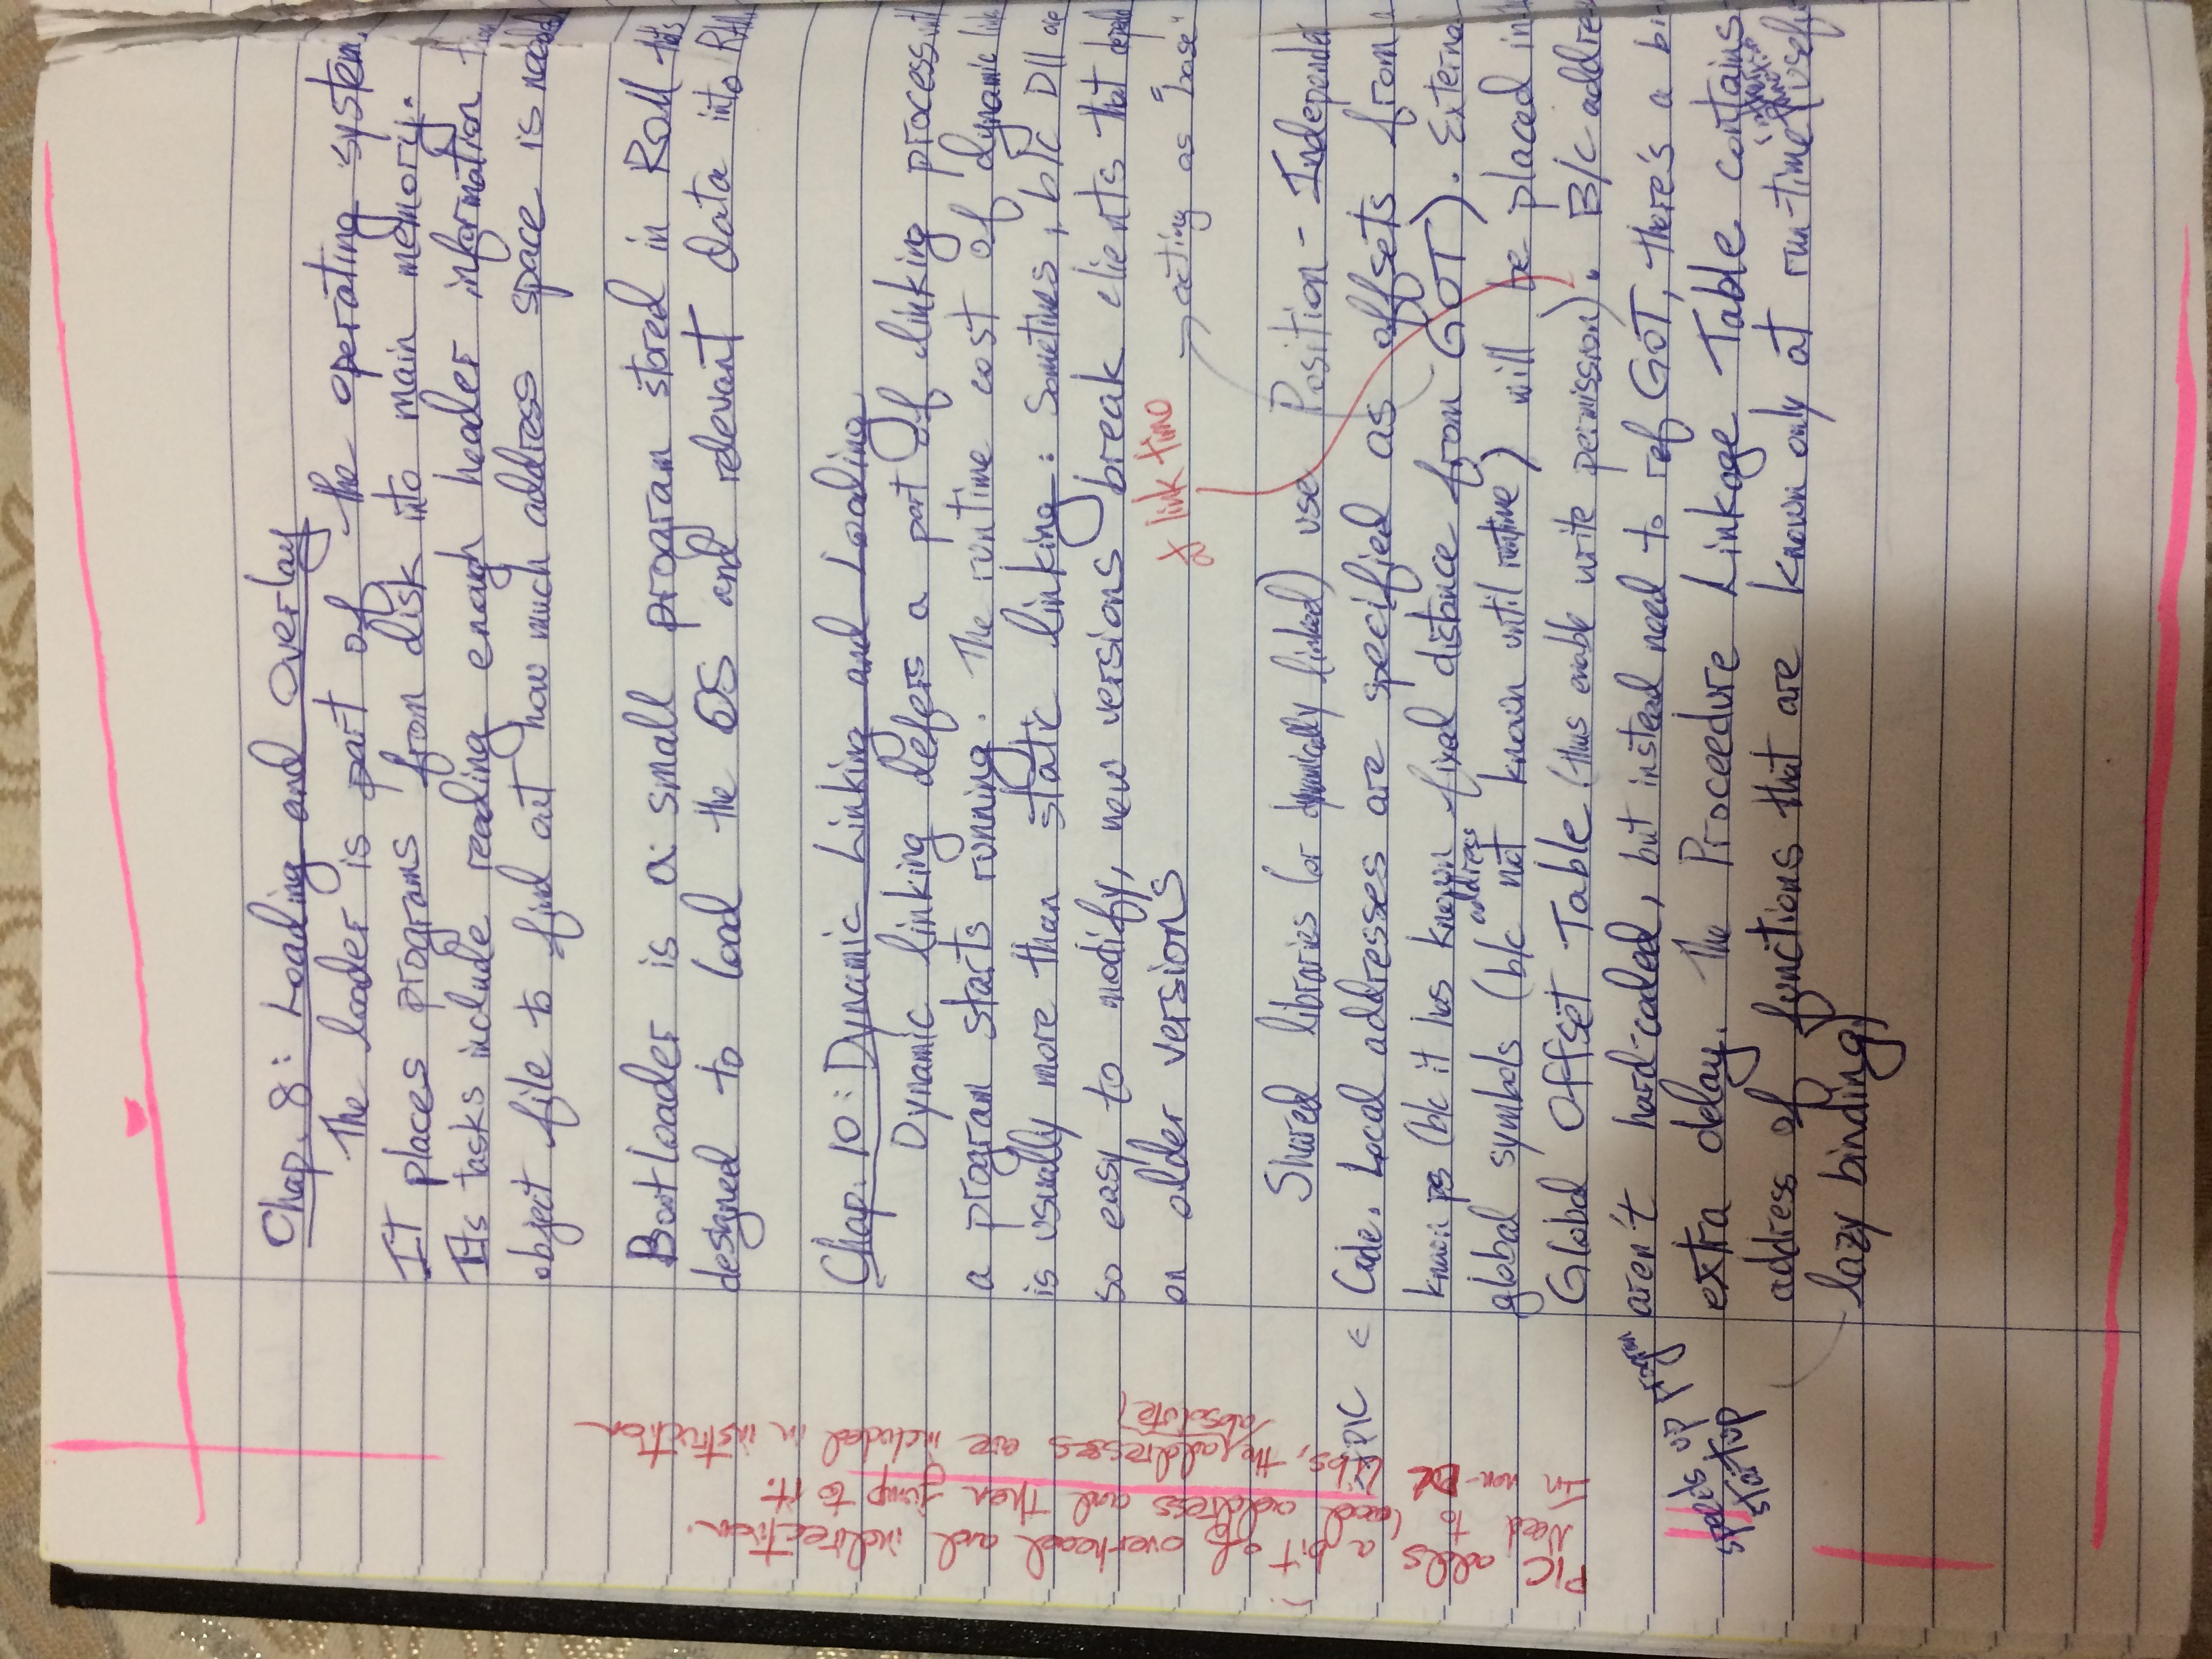 Chap. 8: Loading and Overlay
The loader is part of the operating system.
It places programs from disk into main memory.
Its tasks include reading enough header information
object file to find out how much address space is needed
Bootloader is a small program stored in ROM that's
designed to load the OS and relevant data into RAM.
Chap. 10: Dynamic Linking and Loading
Dynamic linking defers a part of linking process until
a program starts running. The runtime cost of dynamic link
is usually more than static linking. Sometimes, b/c Dll are
so easy to modify, new versions break clients that depend
on older versions
at link time
→ acting as "base"
Shared libraries (or dynamically linked) use Position-Independent
PIC ∈ Code. Local addresses are specified as offsets from a
known ps (b/c it has known fixed distance from GOT). External
address
global symbols (b/c not known until runtime) will be placed in
Global Offset Table (thus enable write permission). B/c addre
aren't hard-coded, but instead need to ref GOT, there's a bi
extra delay. The Proceedure Linkage Table contains
other function
address of functions that are known only at run-time (usefu
lazy binding)
speeds up program
startup
PIC adds a bit of overhead and indirection.
Need to load address and then jump to it.
In non-DL libs, the addresses are included in instruction
absolute